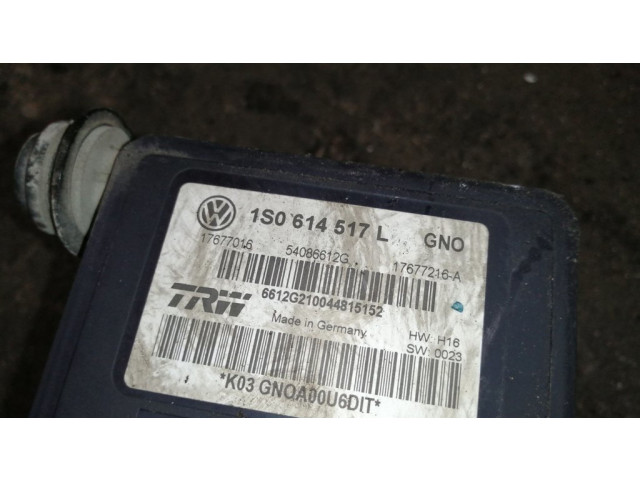 1S0 614 517 L GNO
17677016 54086612G 17677216-A
6612G210044815152
TRW
Made in Germany HW: H16
SW: 0023
*K03 GNOA00U6DIT*